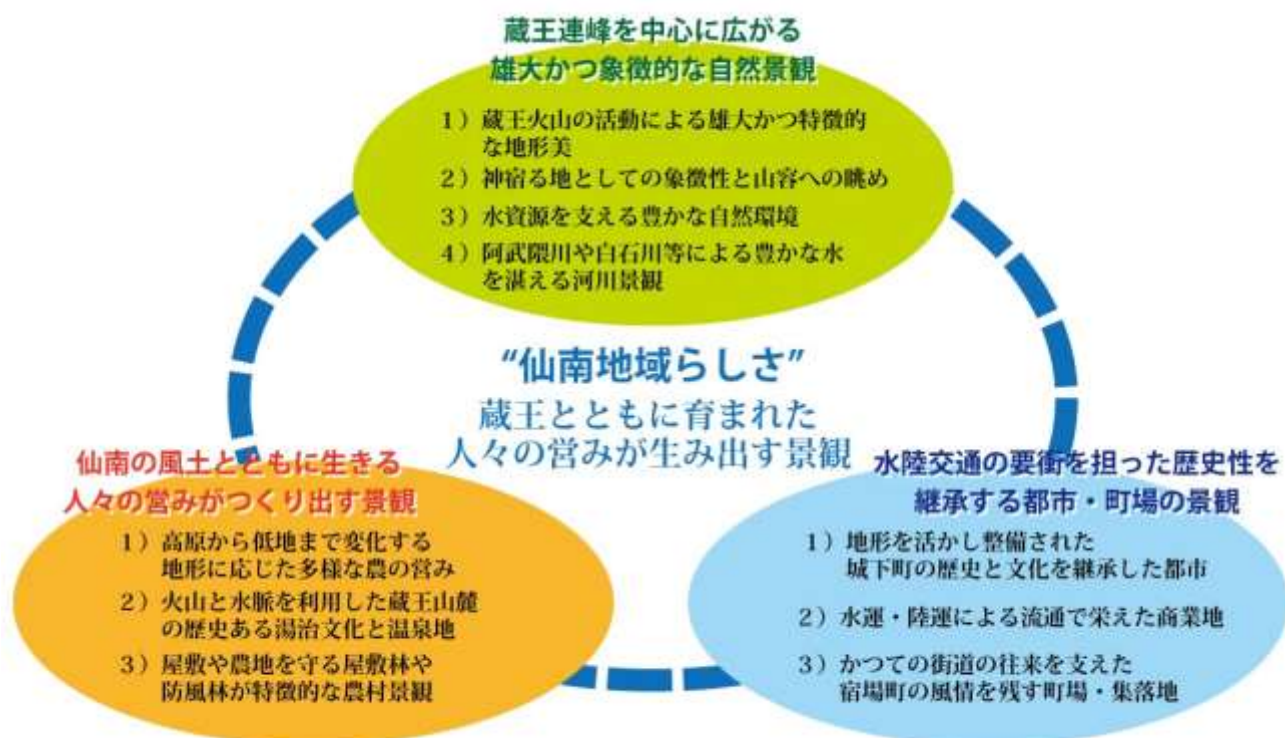 蔵王連峰を中心に広がる
雄大かつ象徴的な自然景観
1）蔵王火山の活動による雄大かつ特徴的
な地形美
2）神宿る地としての象徴性と山容への眺め
3）水資源を支える豊かな自然環境
4）阿武隈川や白石川等による豊かな水
を湛える河川景観
“仙南地域らしさ”
蔵王とともに育まれた
人々の営みが生み出す景観
仙南の風土とともに生きる
人々の営みがつくり出す景観
1）高原から低地まで変化する
地形に応じた多様な農の営み
2）火山と水脈を利用した蔵王山麓
の歴史ある湯治文化と温泉地
3）屋敷や農地を守る屋敷林や
防風林が特徴的な農村景観
水陸交通の要衝を担った歴史性を
継承する都市・町場の景観
1）地形を活かし整備された
城下町の歴史と文化を継承した都市
2）水運・陸運による流通で栄えた商業地
3）かつての街道の往来を支えた
宿場町の風情を残す町場・集落地